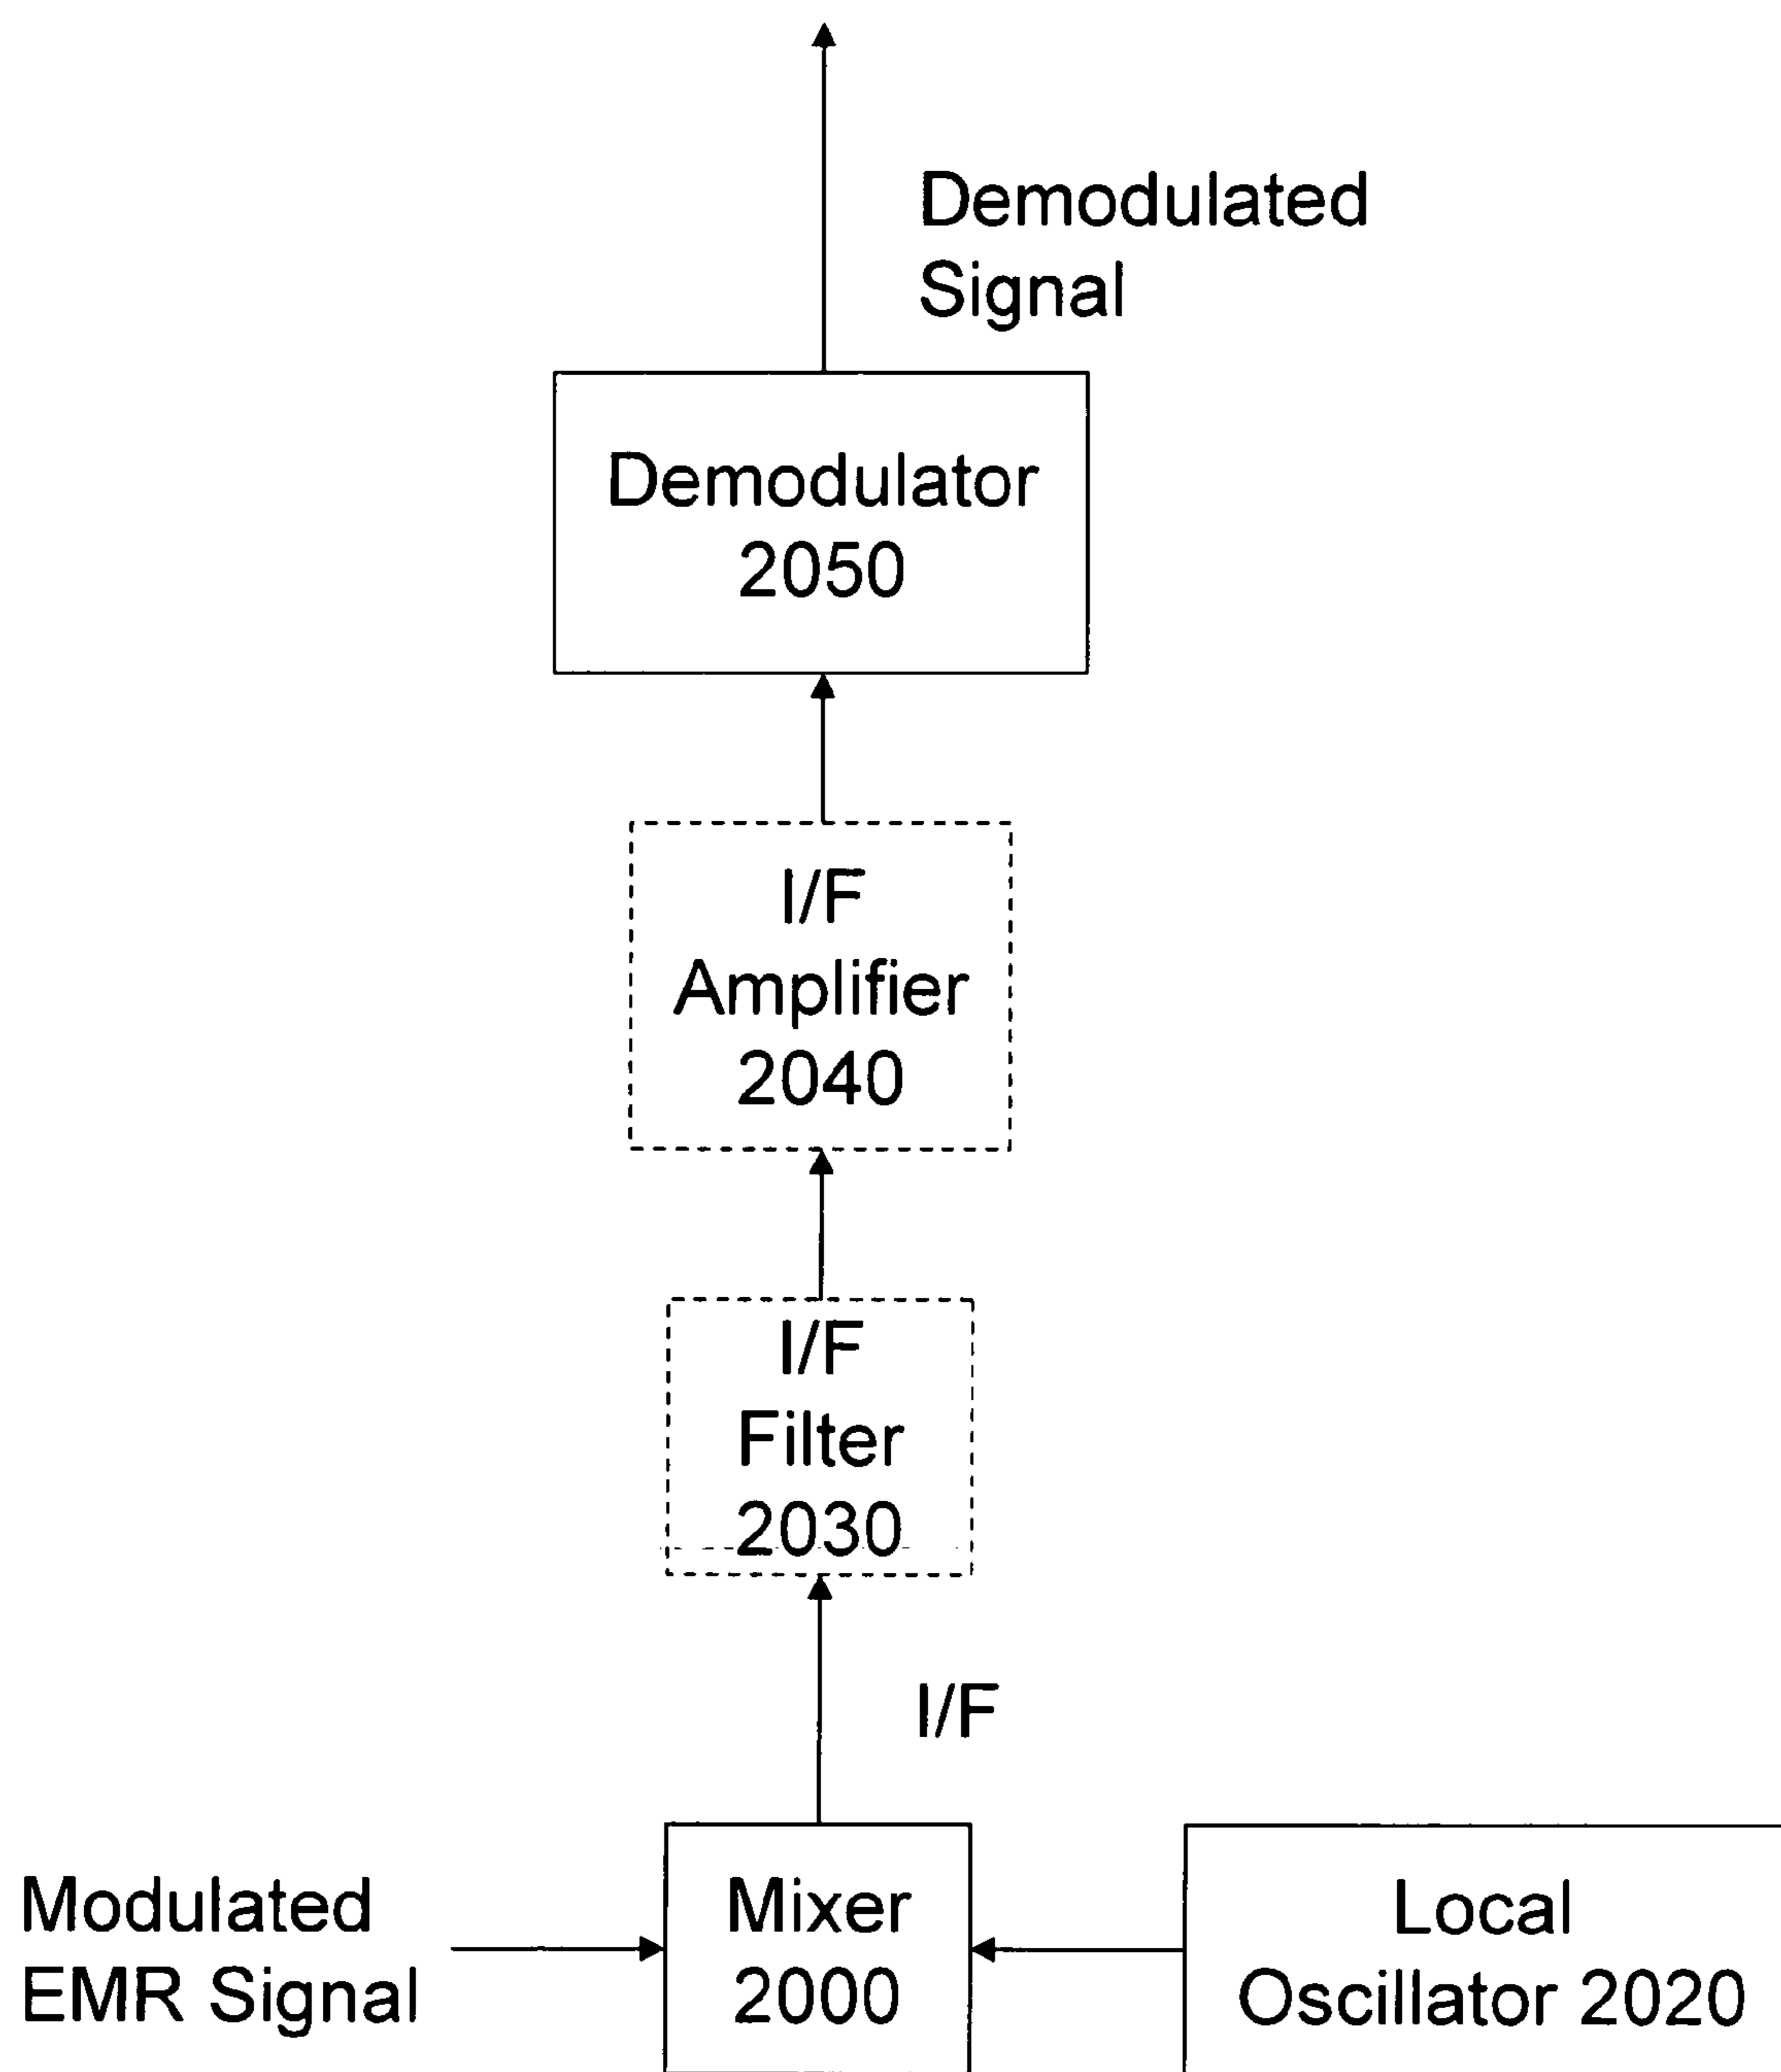 Demodulated
Signal
Demodulator
2050
I/F
Amplifier
2040
I/F
Filter
2030
I/F
Modulated
EMR Signal
Mixer
2000
Local
Oscillator 2020